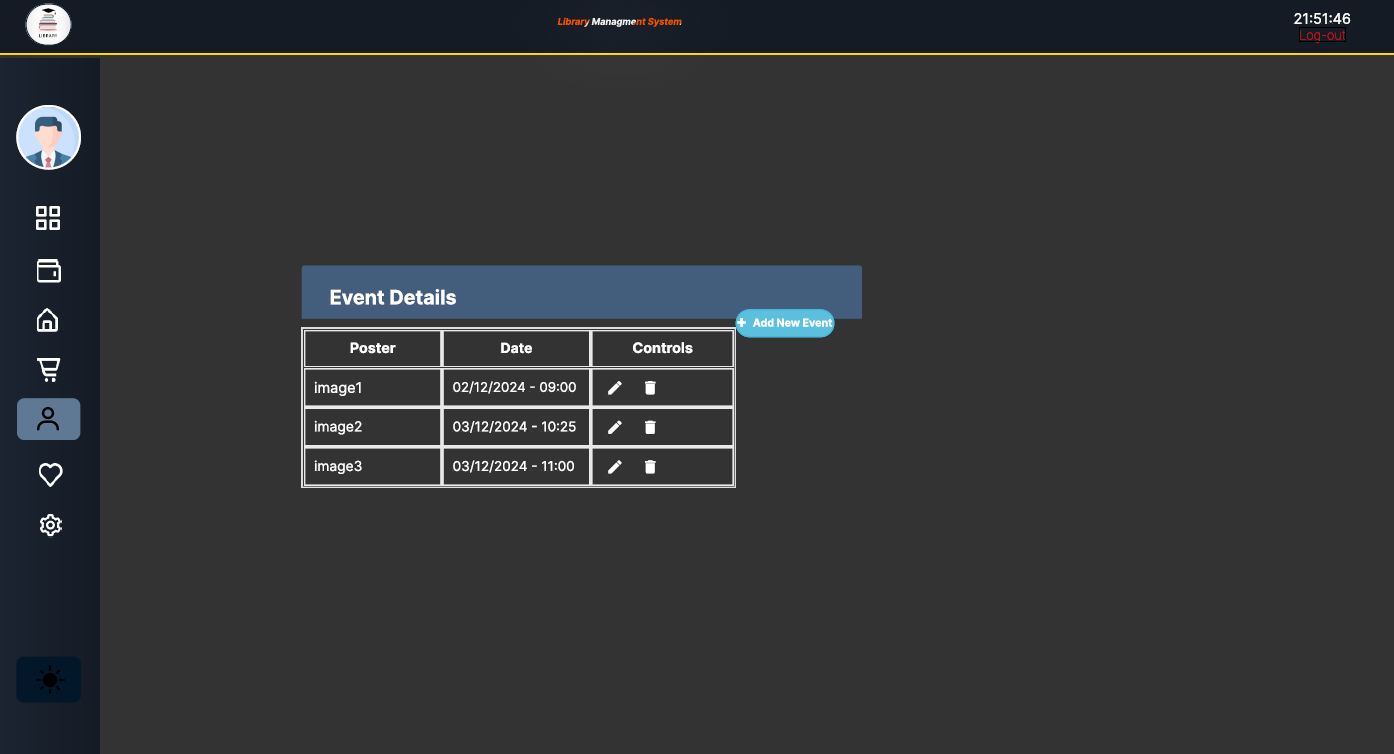 LIBRARY
Library Managment System
21:51:46
Log-out
Event Details
+ Add New Event
Poster Date Controls
image1 02/12/2024 - 09:00
image2 03/12/2024 - 10:25
image3 03/12/2024 - 11:00